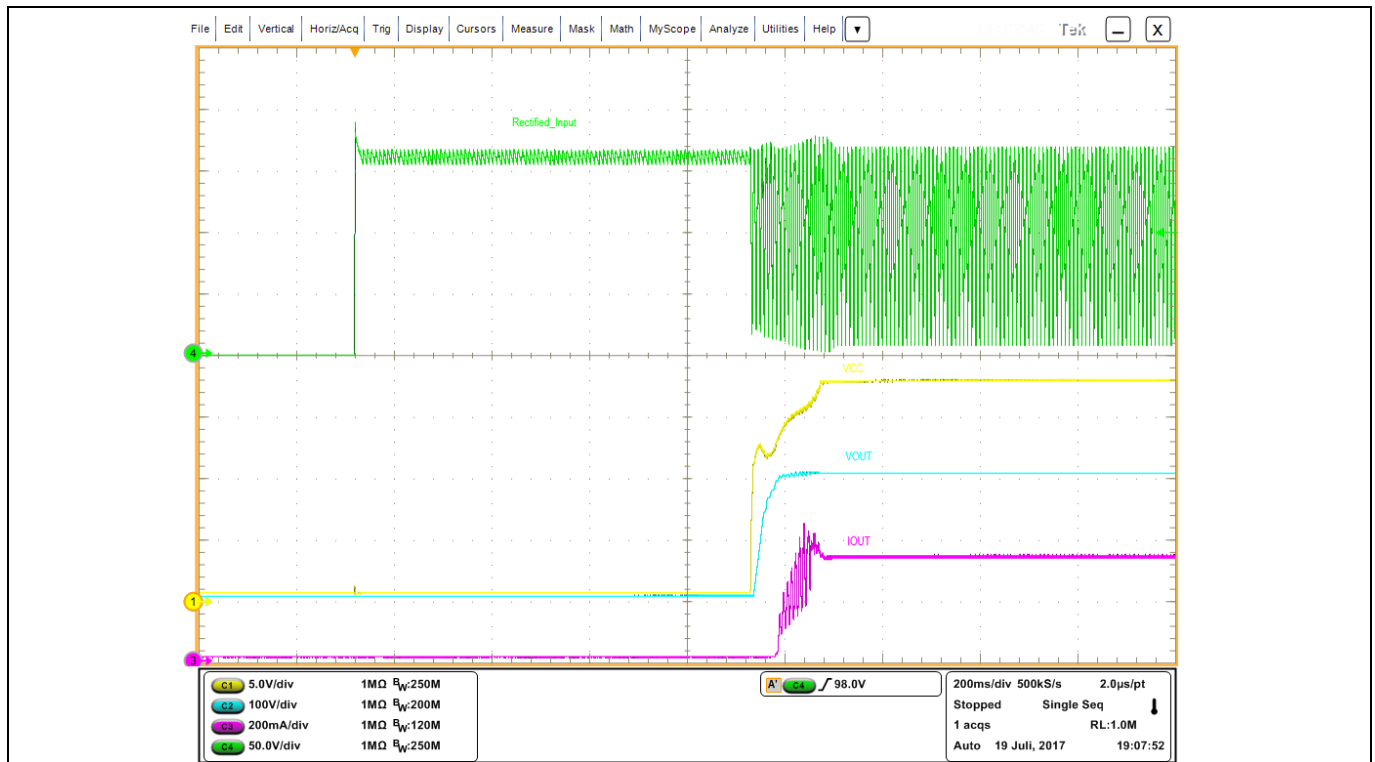 File Edit Vertical Horiz/Acq Trig Display Cursors Measure Mask Math MyScope Analyze Utilities Help ▼ Tek — X
Rectified_Input
4
VCC
VOUT
IOUT
1
3
C1 5.0V/div 1MΩ BW:250M
C2 100V/div 1MΩ BW:200M
C3 200mA/div 1MΩ BW:120M
C4 50.0V/div 1MΩ BW:250M
A' C4 98.0V
200ms/div 500kS/s 2.0µs/pt
Stopped Single Seq
1 acqs RL:1.0M
Auto 19 Juli, 2017 19:07:52